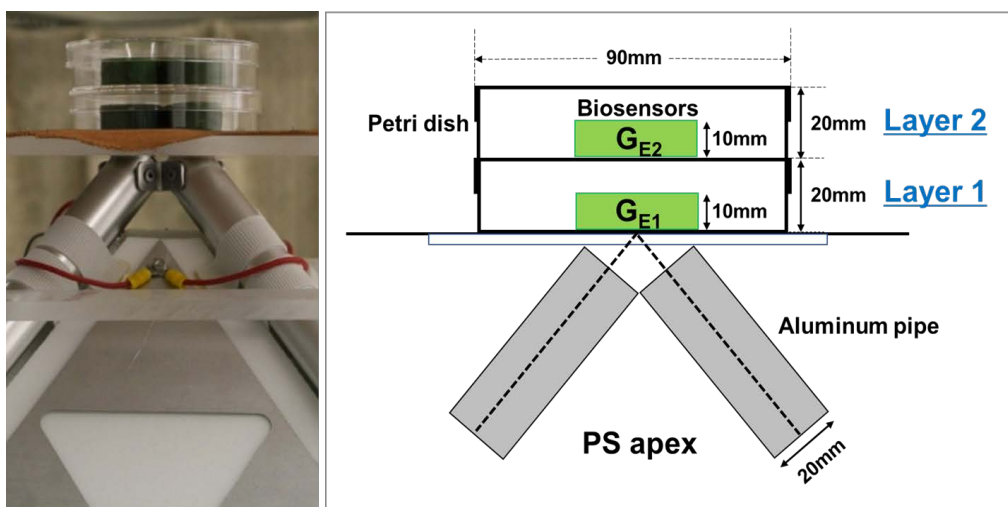 90mm
Petri dish
Biosensors
GE2
10mm
20mm
Layer 2
GE1
10mm
20mm
Layer 1
Aluminum pipe
PS apex
20mm